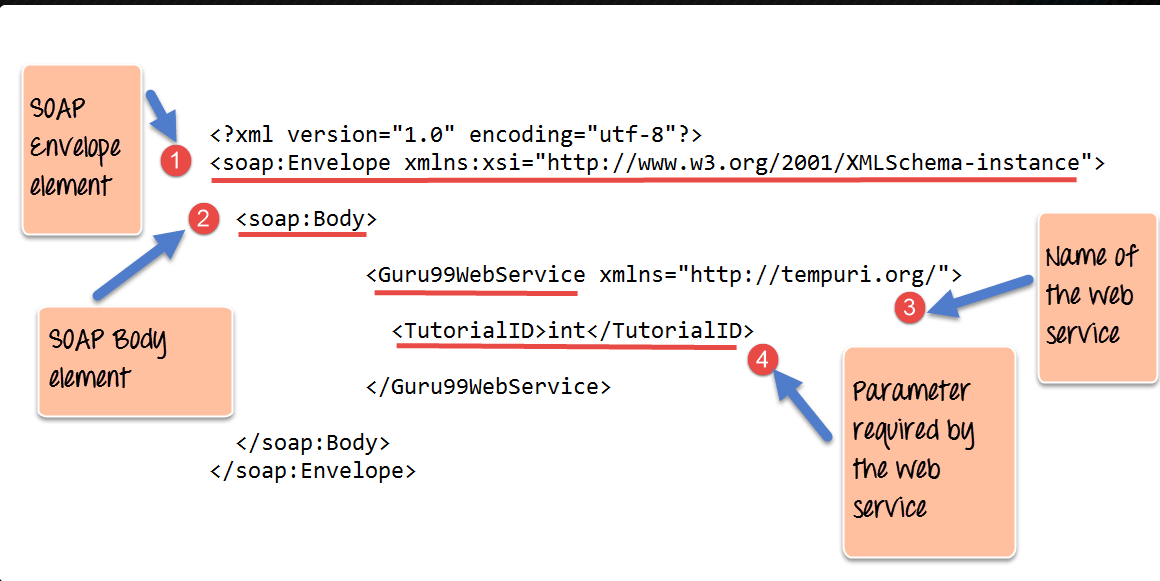 SOAP
Envelope
element
1
<?xml version="1.0" encoding="utf-8"?>
<soap:Envelope xmlns:xsi="http://www.w3.org/2001/XMLSchema-instance">
2
<soap:Body>
SOAP Body
element
<Guru99WebService xmlns="http://tempuri.org/">
3
Name of
the web
service
<TutorialID>int</TutorialID>
4
Parameter
required by
the web
service
</Guru99WebService>
</soap:Body>
</soap:Envelope>